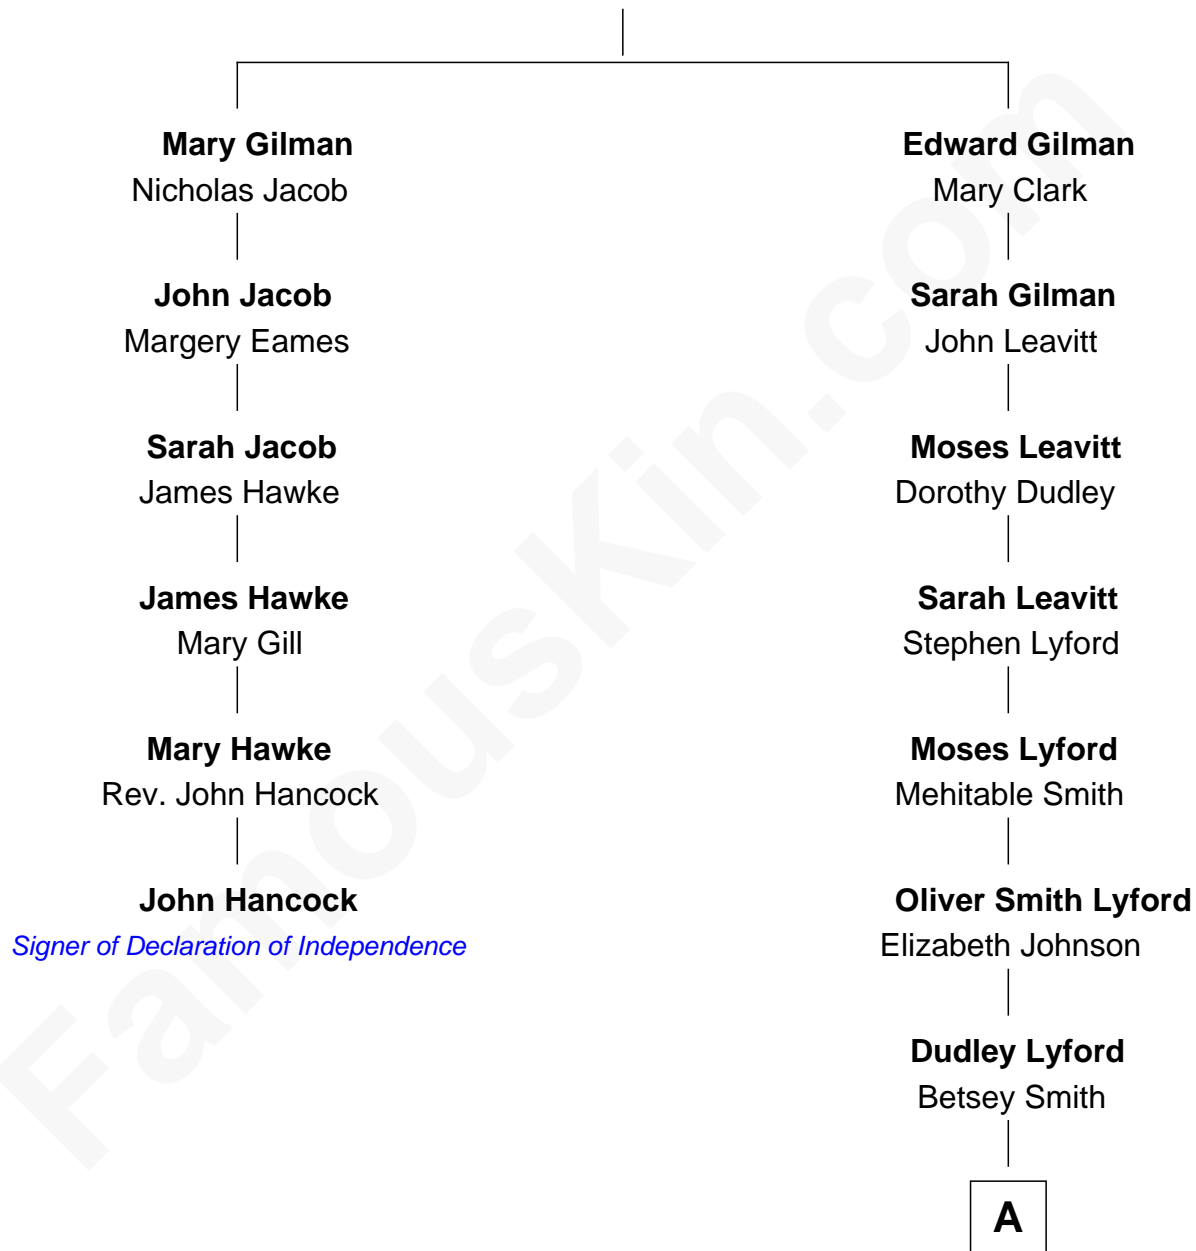 Mary Gilman
Nicholas Jacob
John Jacob
Margery Eames
Sarah Jacob
James Hawke
James Hawke
Mary Gill
Mary Hawke
Rev. John Hancock
John Hancock
Signer of Declaration of Independence
Edward Gilman
Mary Clark
Sarah Gilman
John Leavitt
Moses Leavitt
Dorothy Dudley
Sarah Leavitt
Stephen Lyford
Moses Lyford
Mehitable Smith
Oliver Smith Lyford
Elizabeth Johnson
Dudley Lyford
Betsey Smith
A
FamousKin.com